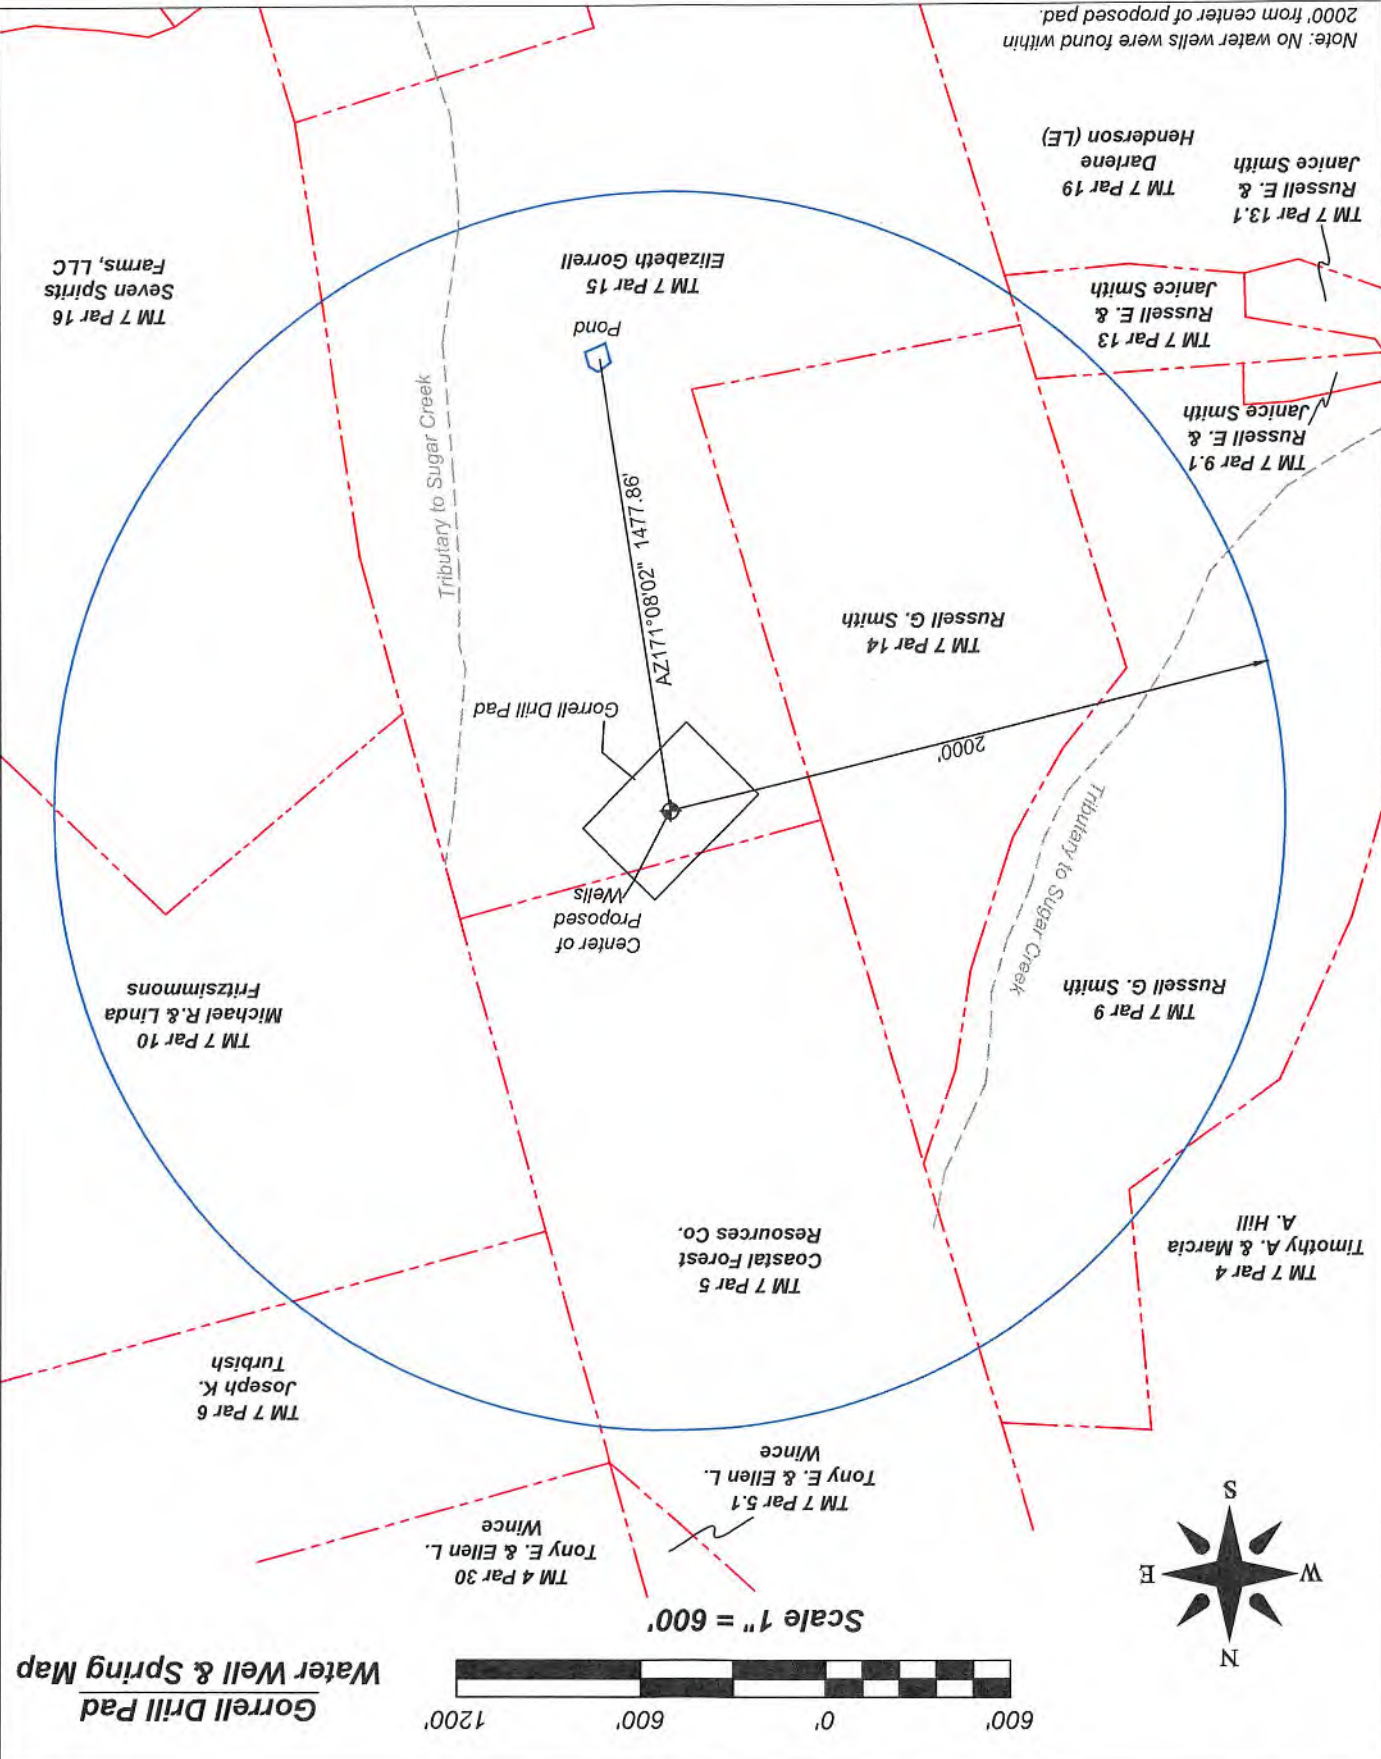 Gorrell Drill Pad
Water Well & Spring Map
600'
0'
600'
1200'
Scale 1" = 600'
N
W
E
S
TM 4 Par 30
Tony E. & Ellen L.
Wince
TM 7 Par 5.1
Tony E. & Ellen L.
Wince
TM 7 Par 6
Joseph K.
Turbish
TM 7 Par 4
Timothy A. & Marcia
A. Hill
TM 7 Par 5
Coastal Forest
Resources Co.
TM 7 Par 10
Michael R.& Linda
Fritzsimmons
TM 7 Par 9
Russell G. Smith
Tributary to Sugar Creek
Center of
Proposed
Wells
2000'
Gorrell Drill Pad
AZ171°08'02" 1477.86'
TM 7 Par 14
Russell G. Smith
Tributary to Sugar Creek
TM 7 Par 9.1
Russell E. &
Janice Smith
TM 7 Par 13
Russell E. &
Janice Smith
Pond
TM 7 Par 15
Elizabeth Gorrell
TM 7 Par 16
Seven Spirits
Farms, LLC
TM 7 Par 13.1
Russell E. &
Janice Smith
TM 7 Par 19
Darlene
Henderson (LE)
Note: No water wells were found within
2000' from center of proposed pad.